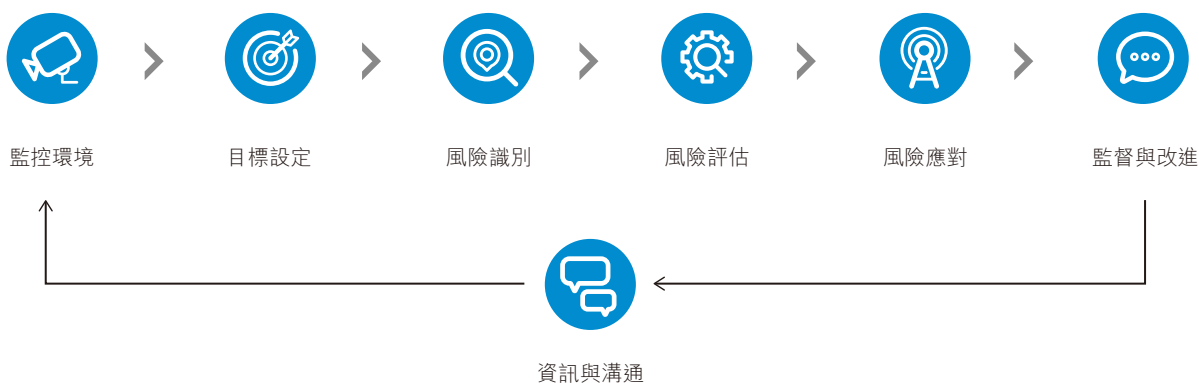 監控環境
目標設定
風險識別
風險評估
風險應對
監督與改進
資訊與溝通